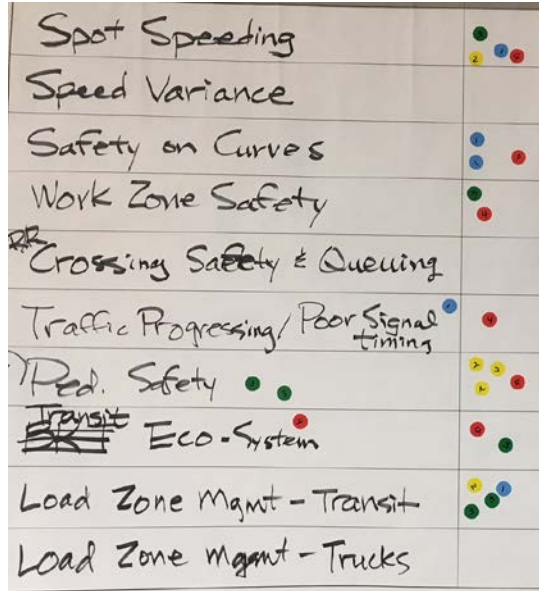 Spot Speeding
Speed Variance
Safety on Curves
Work Zone Safety
RR
Crossing Safety & Queuing
Traffic Progressing/Poor Signal
timing
Ped. Safety
Transit
Eco-System
Load Zone Mgmt - Transit
Load Zone Mgmt - Trucks